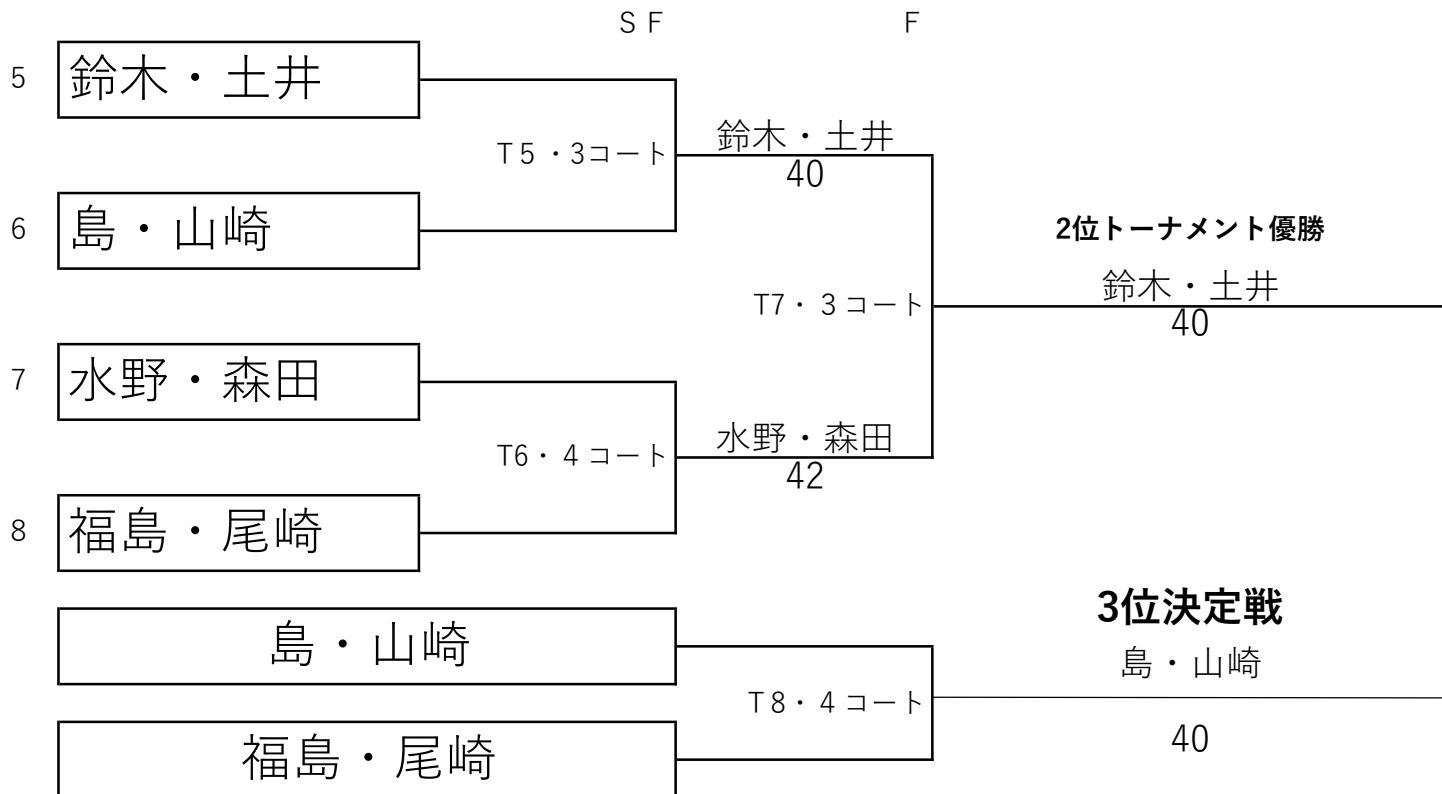 ＳＦ Ｆ
5 鈴木・土井
鈴木・土井
T５・3コート
40
6 島・山崎
2位トーナメント優勝
鈴木・土井
T7・３コート
40
7 水野・森田
水野・森田
T6・４コート
42
8 福島・尾崎
3位決定戦
島・山崎
島・山崎
T８・４コート
40
福島・尾崎